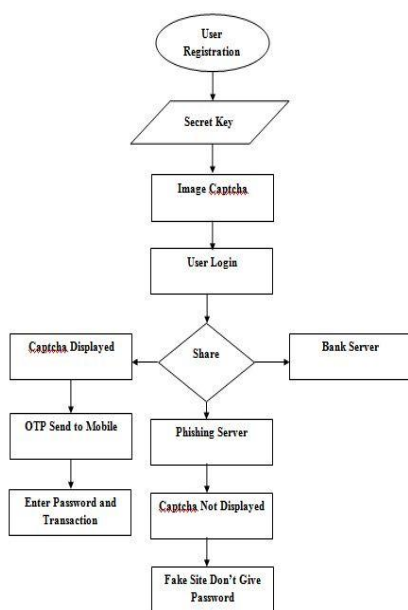 User
Registration
Secret Key
Image Captcha
User Login
Share
Captcha Displayed
Bank Server
OTP Send to Mobile
Phishing Server
Enter Password and
Transaction
Captcha Not Displayed
Fake Site Don't Give
Password